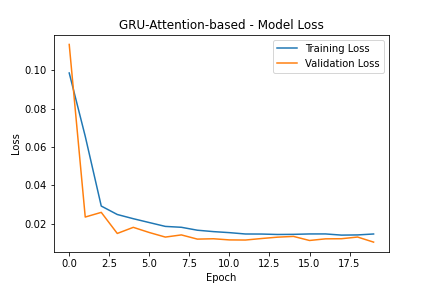 GRU-Attention-based - Model Loss
Training Loss
Validation Loss
Loss
0.10
0.08
0.06
0.04
0.02
0.0 2.5 5.0 7.5 10.0 12.5 15.0 17.5
Epoch